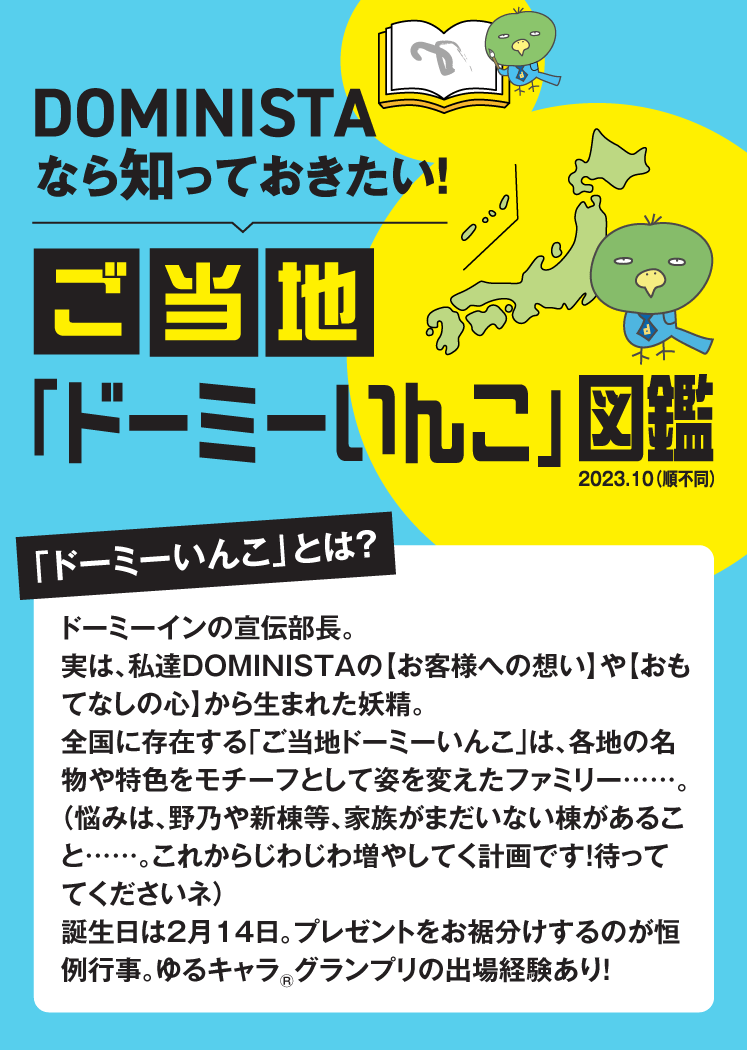 DOMINISTA
なら知っておきたい!
ご当地
「ドーミーいんこ」図鑑
2023.10(順不同)
「ドーミーいんこ」とは?
ドーミーインの宣伝部長。
実は、私達DOMINISTAの【お客様への想い】や【おも
てなしの心】から生まれた妖精。
全国に存在する「ご当地ドーミーいんこ」は、各地の名
物や特色をモチーフとして姿を変えたファミリー……。
(悩みは、野乃や新棟等、家族がまだいない棟があるこ
と……。これからじわじわ増やしてく計画です!待って
てくださいネ)
誕生日は2月14日。プレゼントをお裾分けするのが恒
例行事。ゆるキャラ®グランプリの出場経験あり!